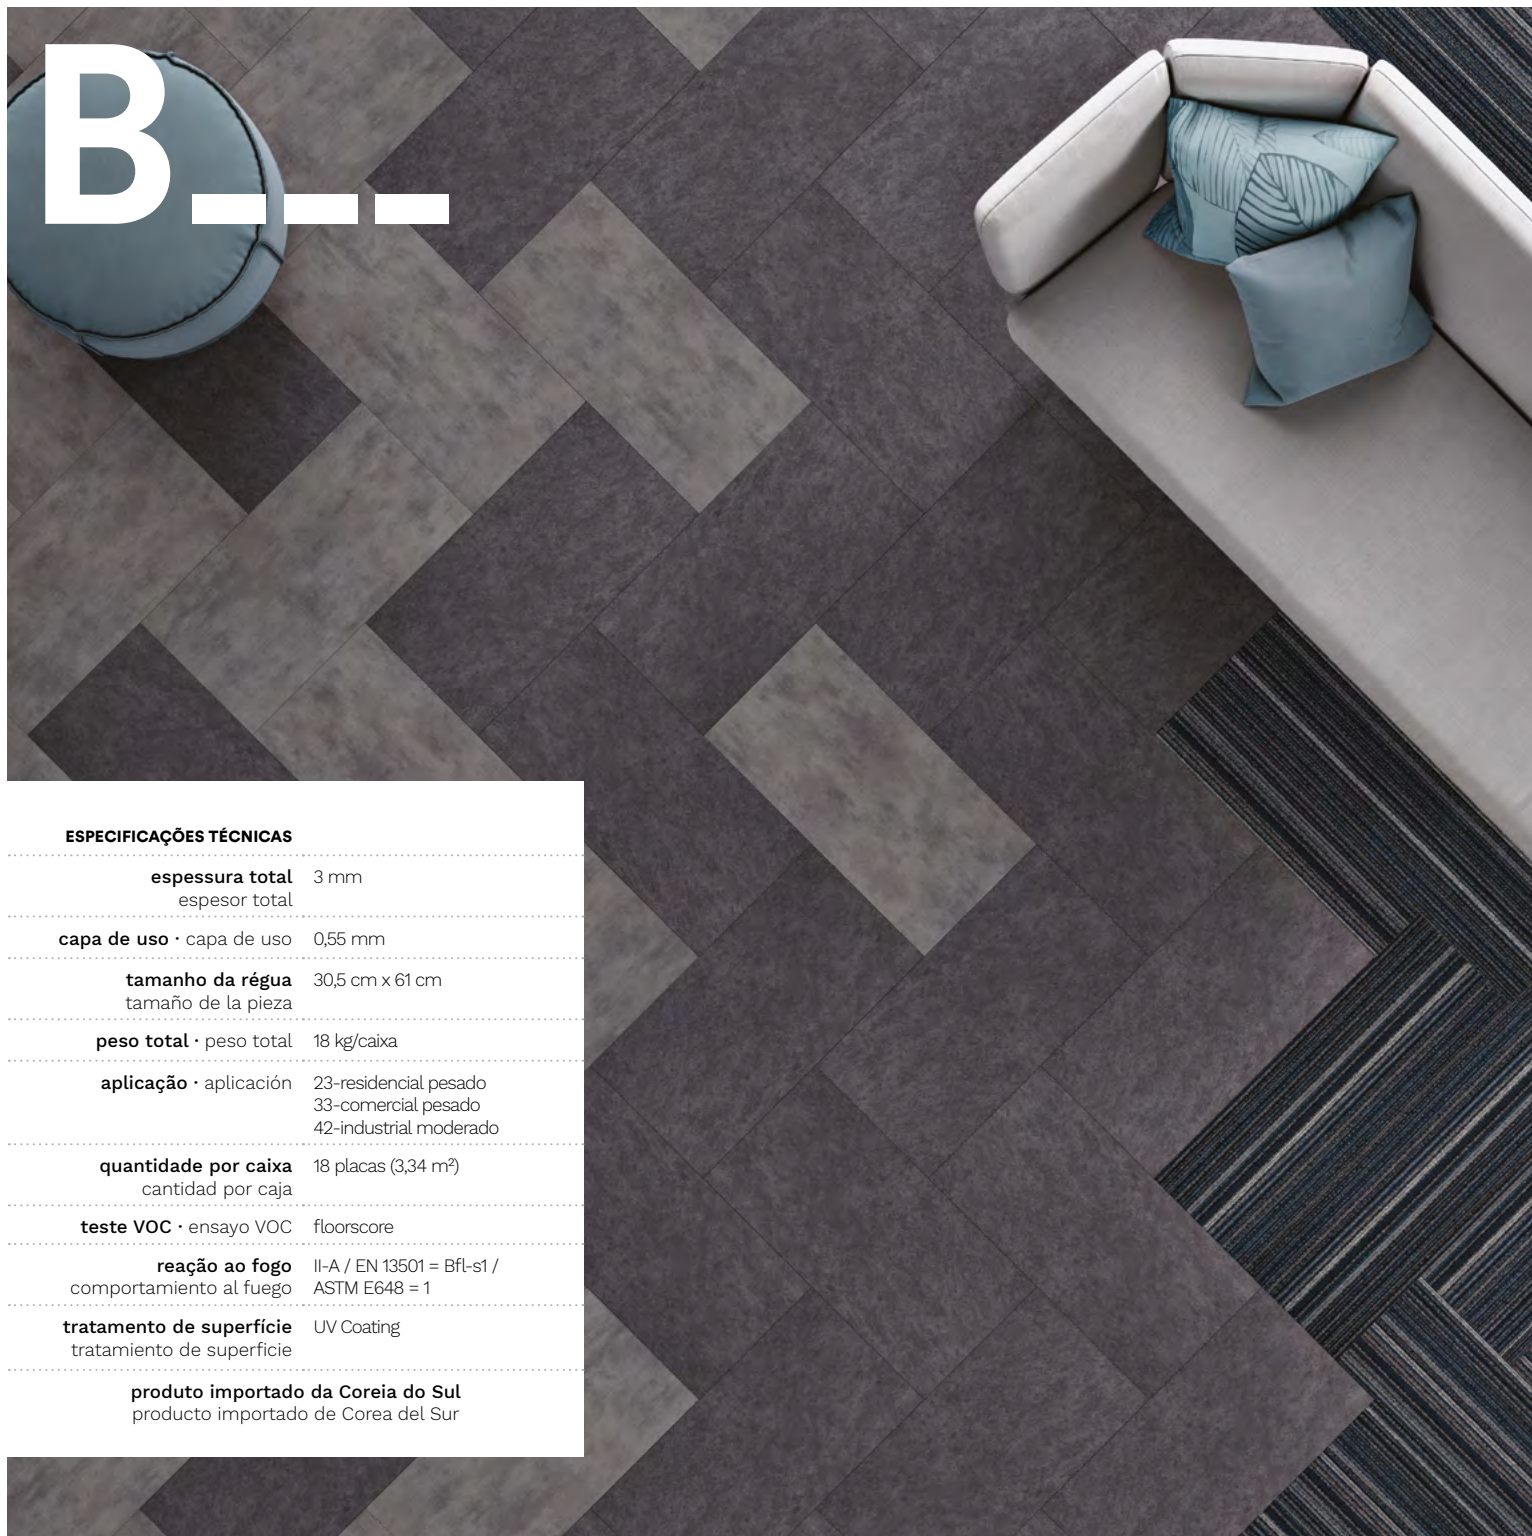 B___
ESPECIFICAÇÕES TÉCNICAS
espessura total 3 mm
espesor total
capa de uso · capa de uso 0,55 mm
tamanho da régua 30,5 cm x 61 cm
tamaño de la pieza
peso total · peso total 18 kg/caixa
aplicação · aplicación 23-residencial pesado
33-comercial pesado
42-industrial moderado
quantidade por caixa 18 placas (3,34 m²)
cantidad por caja
teste VOC · ensayo VOC floorscore
reação ao fogo II-A / EN 13501 = Bfl-s1 /
comportamiento al fuego ASTM E648 = 1
tratamento de superfície UV Coating
tratamiento de superficie
produto importado da Coreia do Sul
producto importado de Corea del Sur